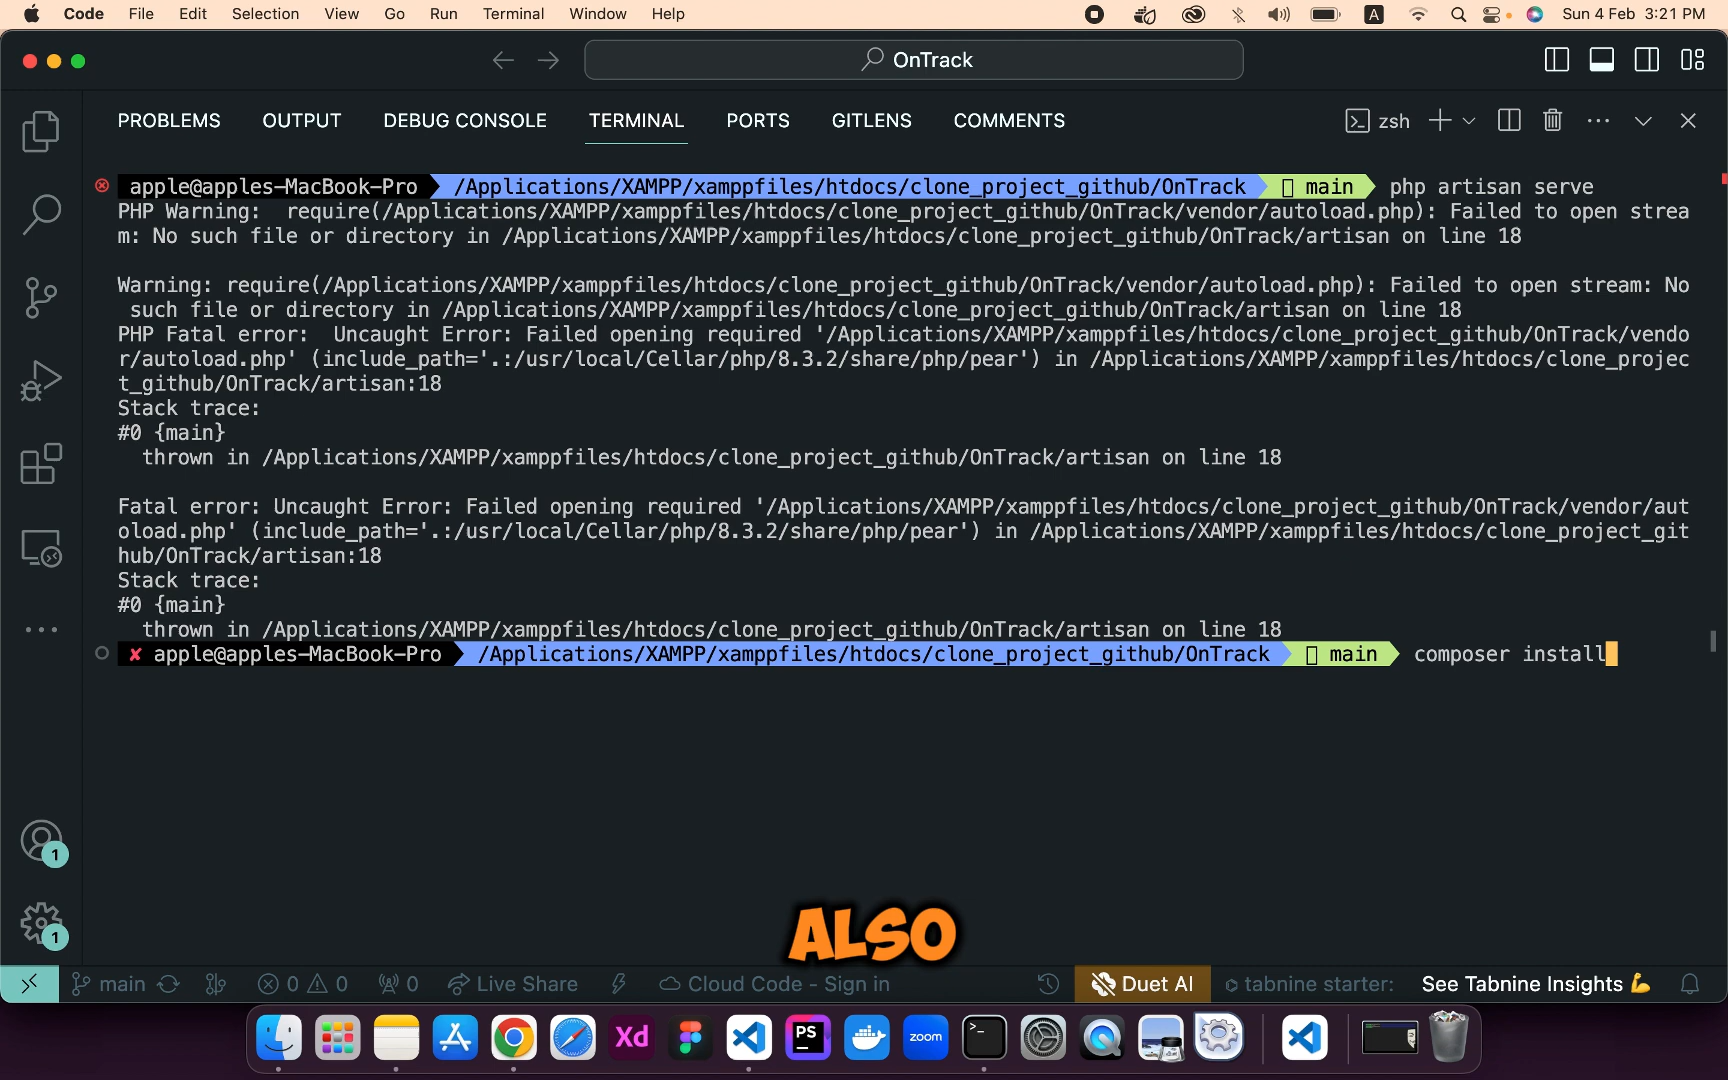 Code File Edit Selection View Go Run Terminal Window Help A Sun 4 Feb 3:21 PM
OnTrack
PROBLEMS OUTPUT DEBUG CONSOLE TERMINAL PORTS GITLENS COMMENTS zsh
apple@apples-MacBook-Pro /Applications/XAMPP/xamppfiles/htdocs/clone_project_github/OnTrack main php artisan serve
PHP Warning:  require(/Applications/XAMPP/xamppfiles/htdocs/clone_project_github/OnTrack/vendor/autoload.php): Failed to open strea
m: No such file or directory in /Applications/XAMPP/xamppfiles/htdocs/clone_project_github/OnTrack/artisan on line 18
Warning: require(/Applications/XAMPP/xamppfiles/htdocs/clone_project_github/OnTrack/vendor/autoload.php): Failed to open stream: No
such file or directory in /Applications/XAMPP/xamppfiles/htdocs/clone_project_github/OnTrack/artisan on line 18
PHP Fatal error:  Uncaught Error: Failed opening required '/Applications/XAMPP/xamppfiles/htdocs/clone_project_github/OnTrack/vendo
r/autoload.php' (include_path='.:/usr/local/Cellar/php/8.3.2/share/php/pear') in /Applications/XAMPP/xamppfiles/htdocs/clone_projec
t_github/OnTrack/artisan:18
Stack trace:
#0 {main}
thrown in /Applications/XAMPP/xamppfiles/htdocs/clone_project_github/OnTrack/artisan on line 18
Fatal error: Uncaught Error: Failed opening required '/Applications/XAMPP/xamppfiles/htdocs/clone_project_github/OnTrack/vendor/aut
oload.php' (include_path='.:/usr/local/Cellar/php/8.3.2/share/php/pear') in /Applications/XAMPP/xamppfiles/htdocs/clone_project_git
hub/OnTrack/artisan:18
Stack trace:
#0 {main}
thrown in /Applications/XAMPP/xamppfiles/htdocs/clone_project_github/OnTrack/artisan on line 18
✘ apple@apples-MacBook-Pro /Applications/XAMPP/xamppfiles/htdocs/clone_project_github/OnTrack main composer install
1
1
ALSO
main 0 0 0 Live Share Cloud Code - Sign in Duet AI tabnine starter: See Tabnine Insights 💪
Xd PS zoom